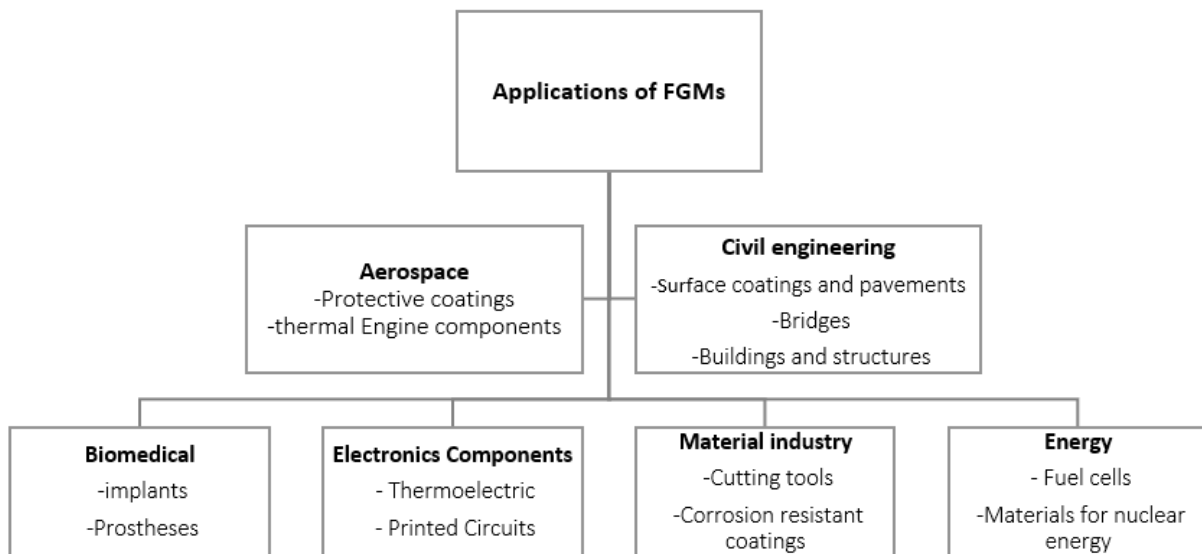 Applications of FGMs
Aerospace
-Protective coatings
-thermal Engine components
Civil engineering
-Surface coatings and pavements
-Bridges
-Buildings and structures
Biomedical
-implants
-Prostheses
Electronics Components
- Thermoelectric
- Printed Circuits
Material industry
-Cutting tools
-Corrosion resistant
coatings
Energy
- Fuel cells
-Materials for nuclear
energy